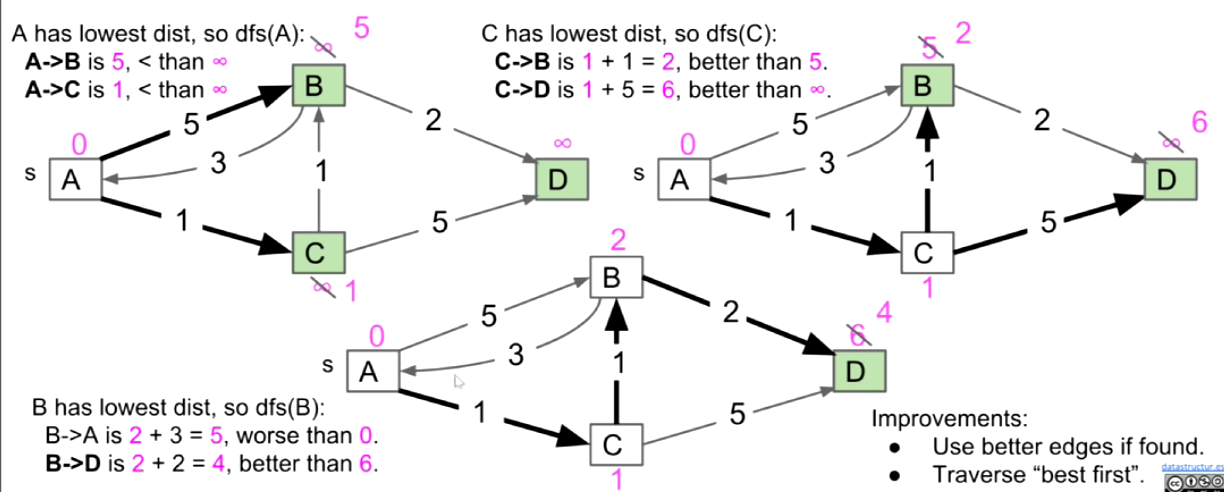 A has lowest dist, so dfs(A):
A->B is 5, < than ∞
A->C is 1, < than ∞
5
∞
B
5
2
0
3
1
∞
s
A
D
1
5
C
∞ 1
C has lowest dist, so dfs(C):
C->B is 1 + 1 = 2, better than 5.
C->D is 1 + 5 = 6, better than ∞.
2
5
B
5
2
6
0
3
1
∞
s
A
D
1
5
C
1
2
B
5
2
4
0
3
1
6
s
A
D
1
5
C
1
B has lowest dist, so dfs(B):
B->A is 2 + 3 = 5, worse than 0.
B->D is 2 + 2 = 4, better than 6.
Improvements:
● Use better edges if found.
● Traverse “best first”.
datastructur.es